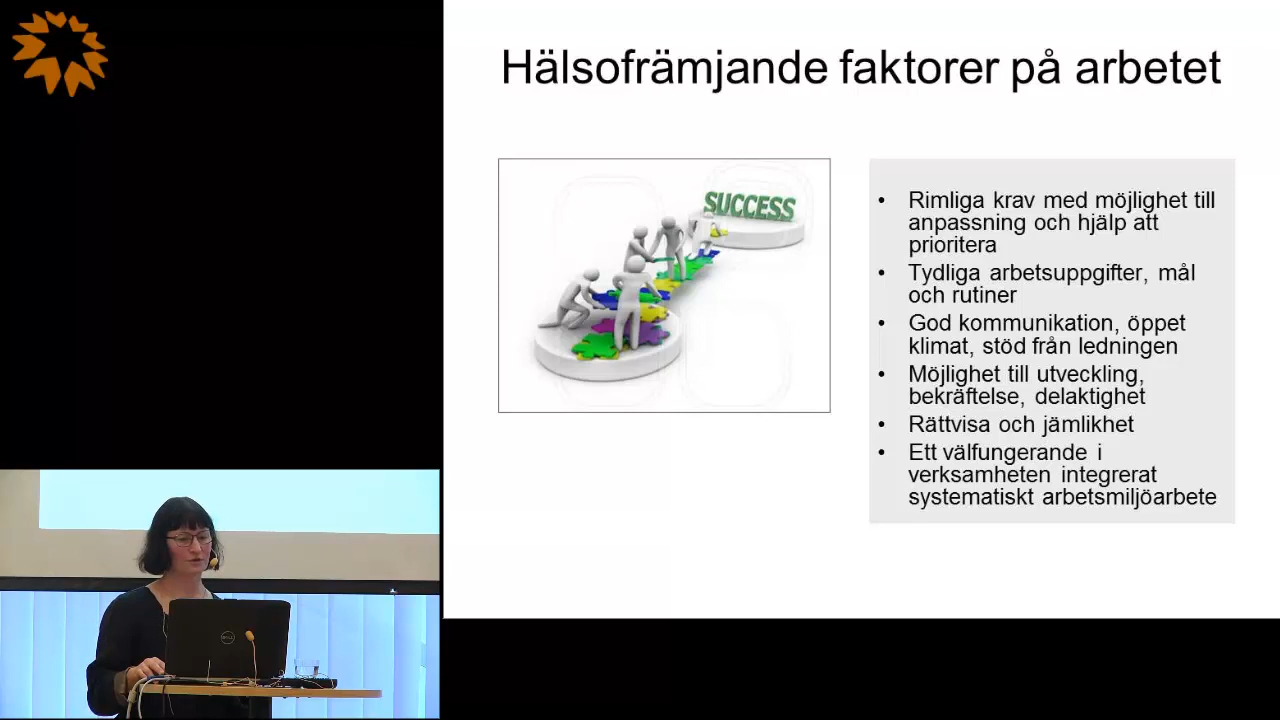 Hälsofrämjande faktorer på arbetet
SUCCESS
• Rimliga krav med möjlighet till
anpassning och hjälp att
prioritera
• Tydliga arbetsuppgifter, mål
och rutiner
• God kommunikation, öppet
klimat, stöd från ledningen
• Möjlighet till utveckling,
bekräftelse, delaktighet
• Rättvisa och jämlikhet
• Ett välfungerande i
verksamheten integrerat
systematiskt arbetsmiljöarbete
DELL